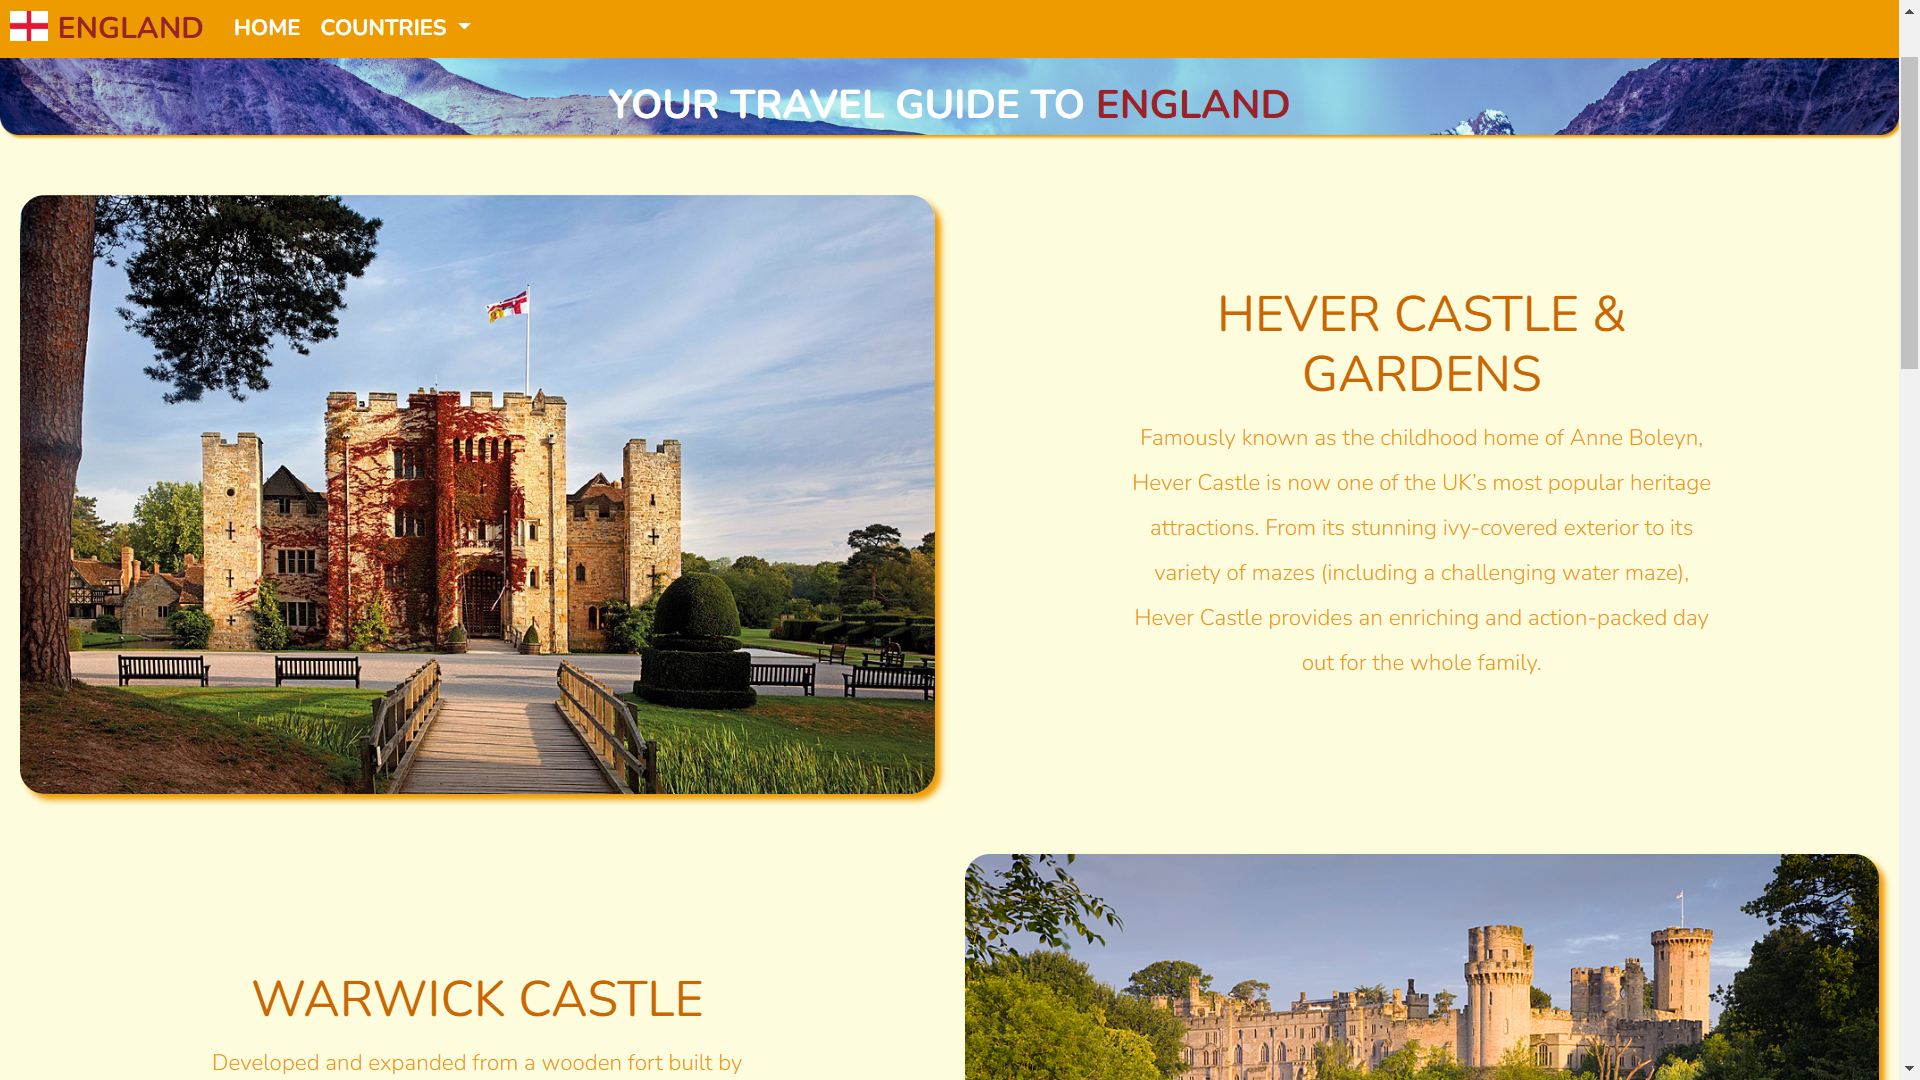 ENGLAND HOME COUNTRIES
YOUR TRAVEL GUIDE TO ENGLAND
HEVER CASTLE &
GARDENS
Famously known as the childhood home of Anne Boleyn,
Hever Castle is now one of the UK’s most popular heritage
attractions. From its stunning ivy-covered exterior to its
variety of mazes (including a challenging water maze),
Hever Castle provides an enriching and action-packed day
out for the whole family.
WARWICK CASTLE
Developed and expanded from a wooden fort built by